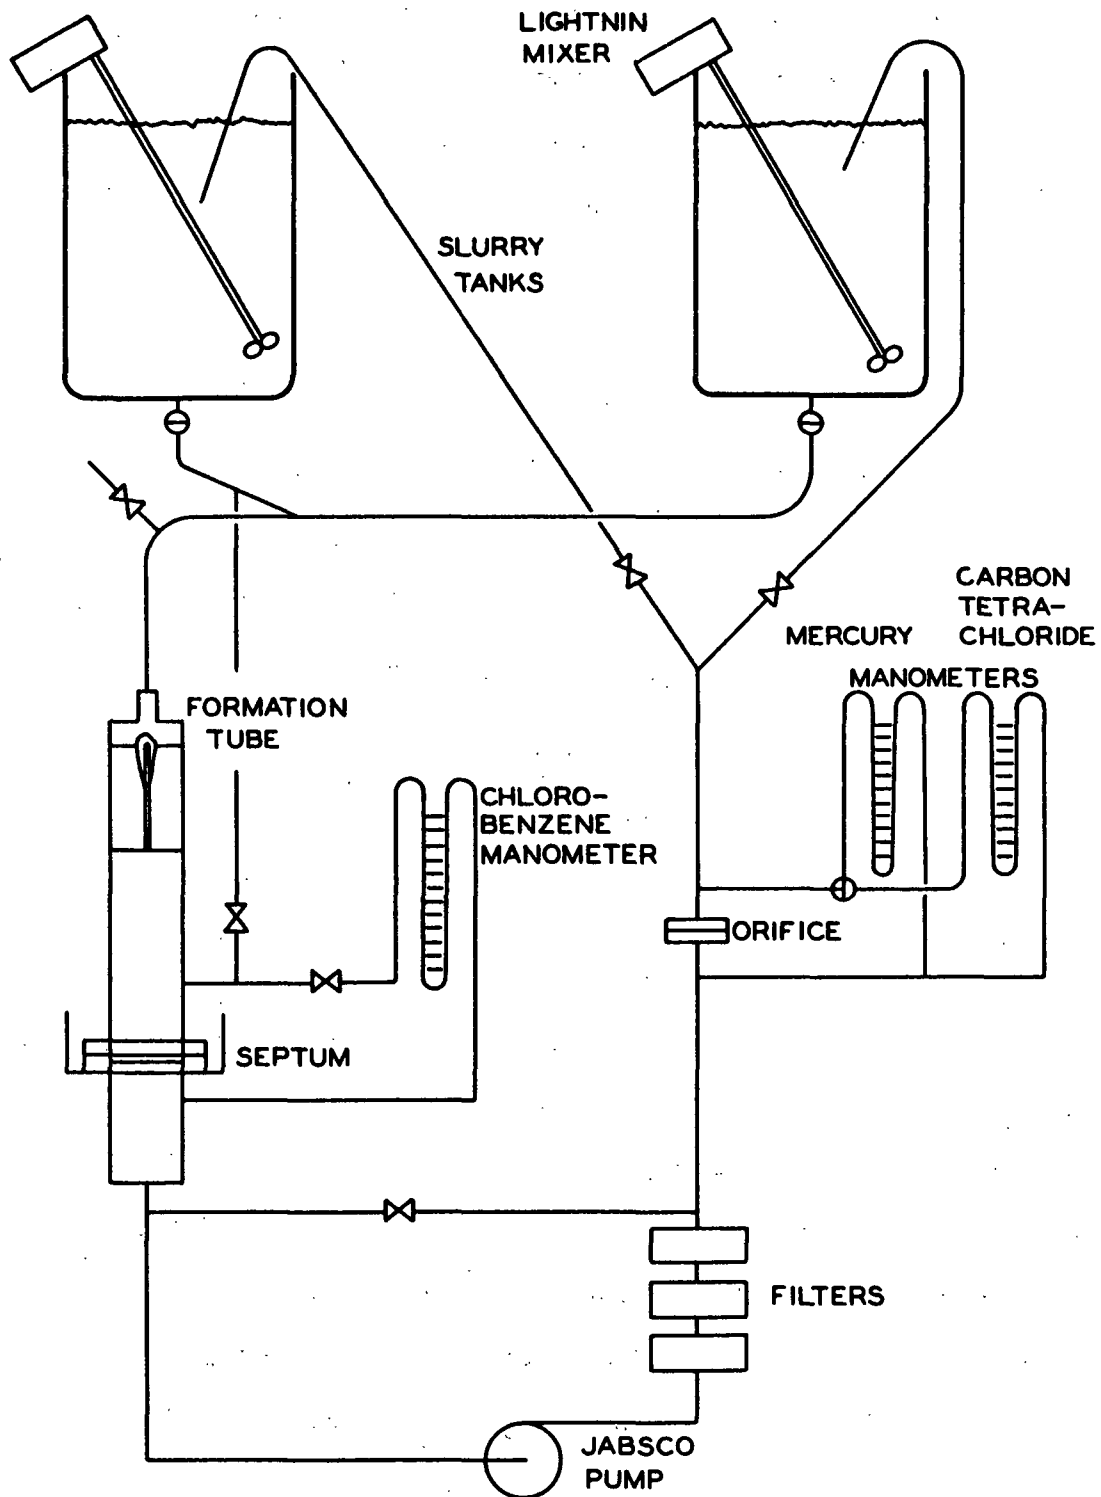 LIGHTNIN
MIXER
SLURRY
TANKS
CARBON
TETRA-
CHLORIDE
MERCURY
MANOMETERS
FORMATION
TUBE
CHLORO-
BENZENE
MANOMETER
ORIFICE
SEPTUM
FILTERS
JABSCO
PUMP